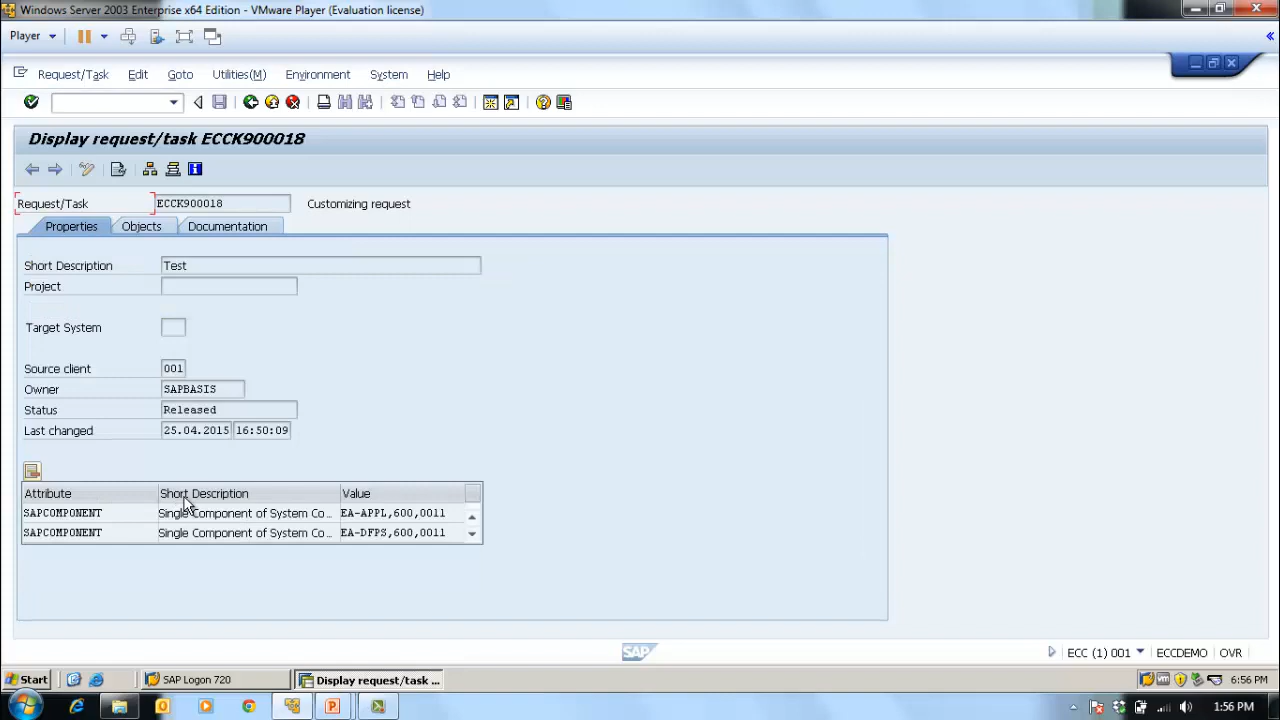 Windows Server 2003 Enterprise x64 Edition - VMware Player (Evaluation license)
Player
Request/Task Edit Goto Utilities(M) Environment System Help
Display request/task ECCK900018
Request/Task ECCK900018 Customizing request
Properties Objects Documentation
Short Description Test
Project
Target System
Source client 001
Owner SAPBASIS
Status Released
Last changed 25.04.2015 16:50:09
Attribute Short Description Value
SAPCOMPONENT Single Component of System Co... EA-APPL,600,0011
SAPCOMPONENT Single Component of System Co... EA-DFPS,600,0011
SAP ECC (1) 001 ECCDEMO OVR
Start SAP Logon 720 Display request/task ... 6:56 PM
1:56 PM